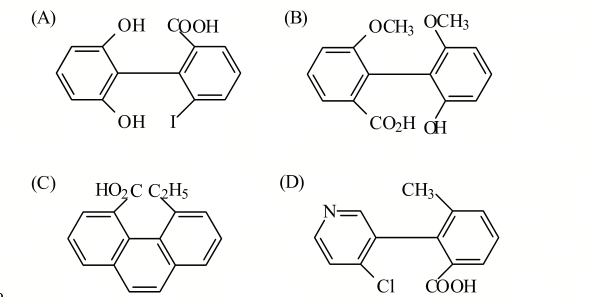 (A) OH COOH
OH I
(B) OCH3 OCH3
CO2H OH
(C) HO2C C2H5
(D) CH3
N
Cl COOH